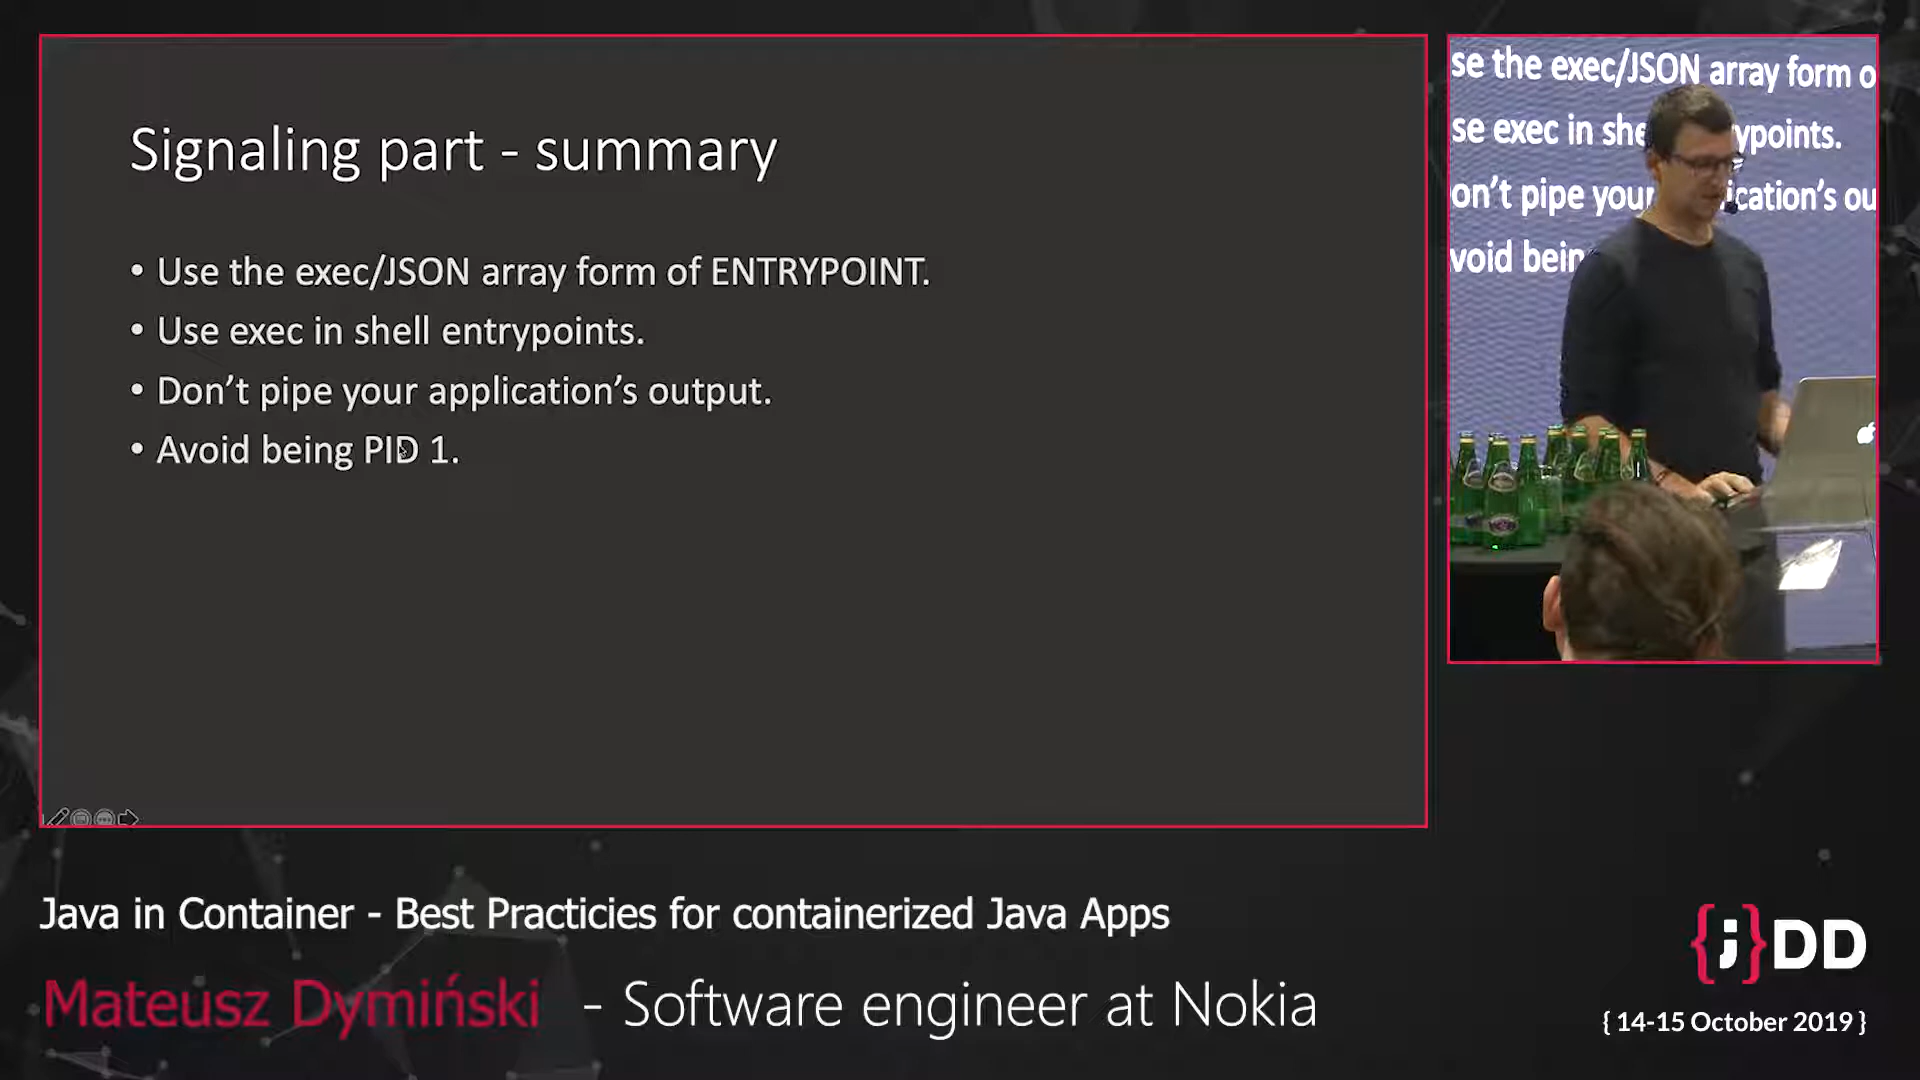 Signaling part - summary
• Use the exec/JSON array form of ENTRYPOINT.
• Use exec in shell entrypoints.
• Don’t pipe your application’s output.
• Avoid being PID 1.
se the exec/JSON array form o
se exec in she ypoints.
on’t pipe your ication’s ou
void bein
Java in Container - Best Practicies for containerized Java Apps
Mateusz Dymiński - Software engineer at Nokia
{;}DD
{ 14-15 October 2019 }